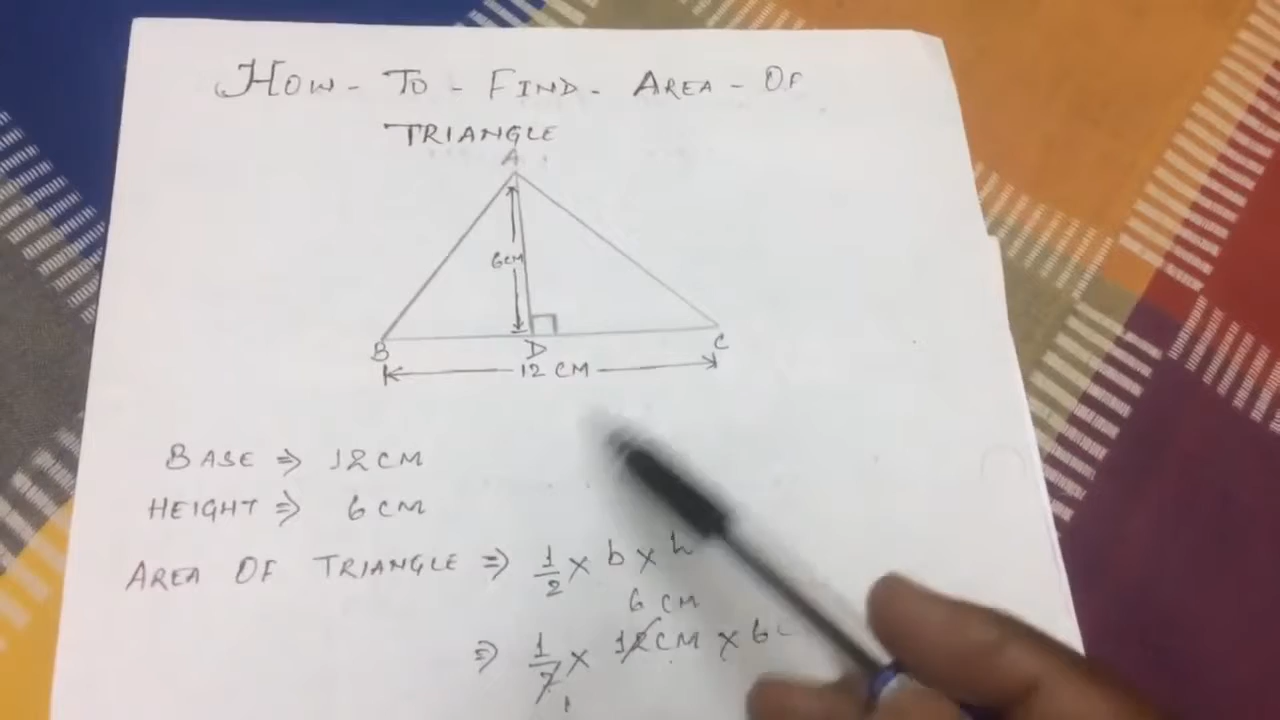 HOW - TO - FIND - AREA - OF
TRIANGLE
A
6CM
B D C
12 CM
BASE ⇒ 12CM
HEIGHT ⇒ 6 CM
AREA OF TRIANGLE ⇒ 1/2 × b × h
6 CM
⇒ 1/2 × 12CM × 6
1